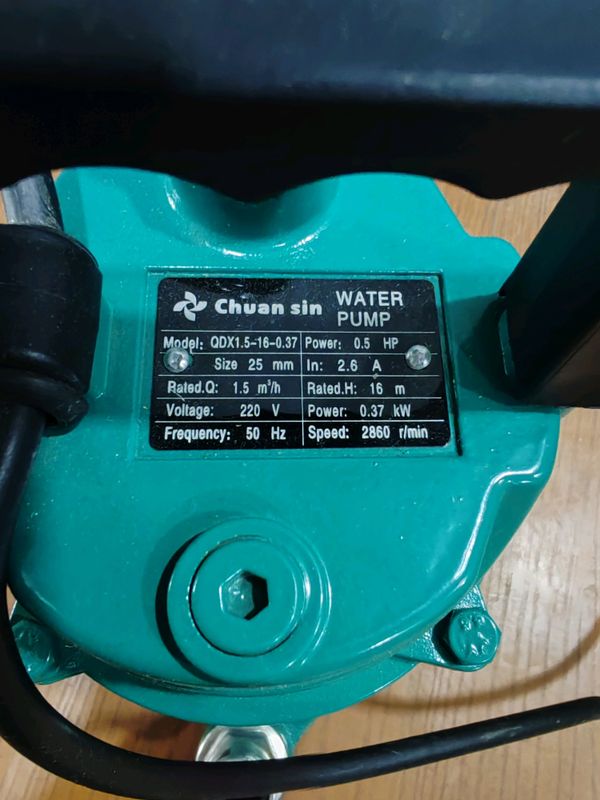 Chuan sin WATER PUMP
Model: QDX1.5-16-0.37 Power: 0.5 HP
Size 25 mm In: 2.6 A
Rated.Q: 1.5 m³/h Rated.H: 16 m
Voltage: 220 V Power: 0.37 kW
Frequency: 50 Hz Speed: 2860 r/min